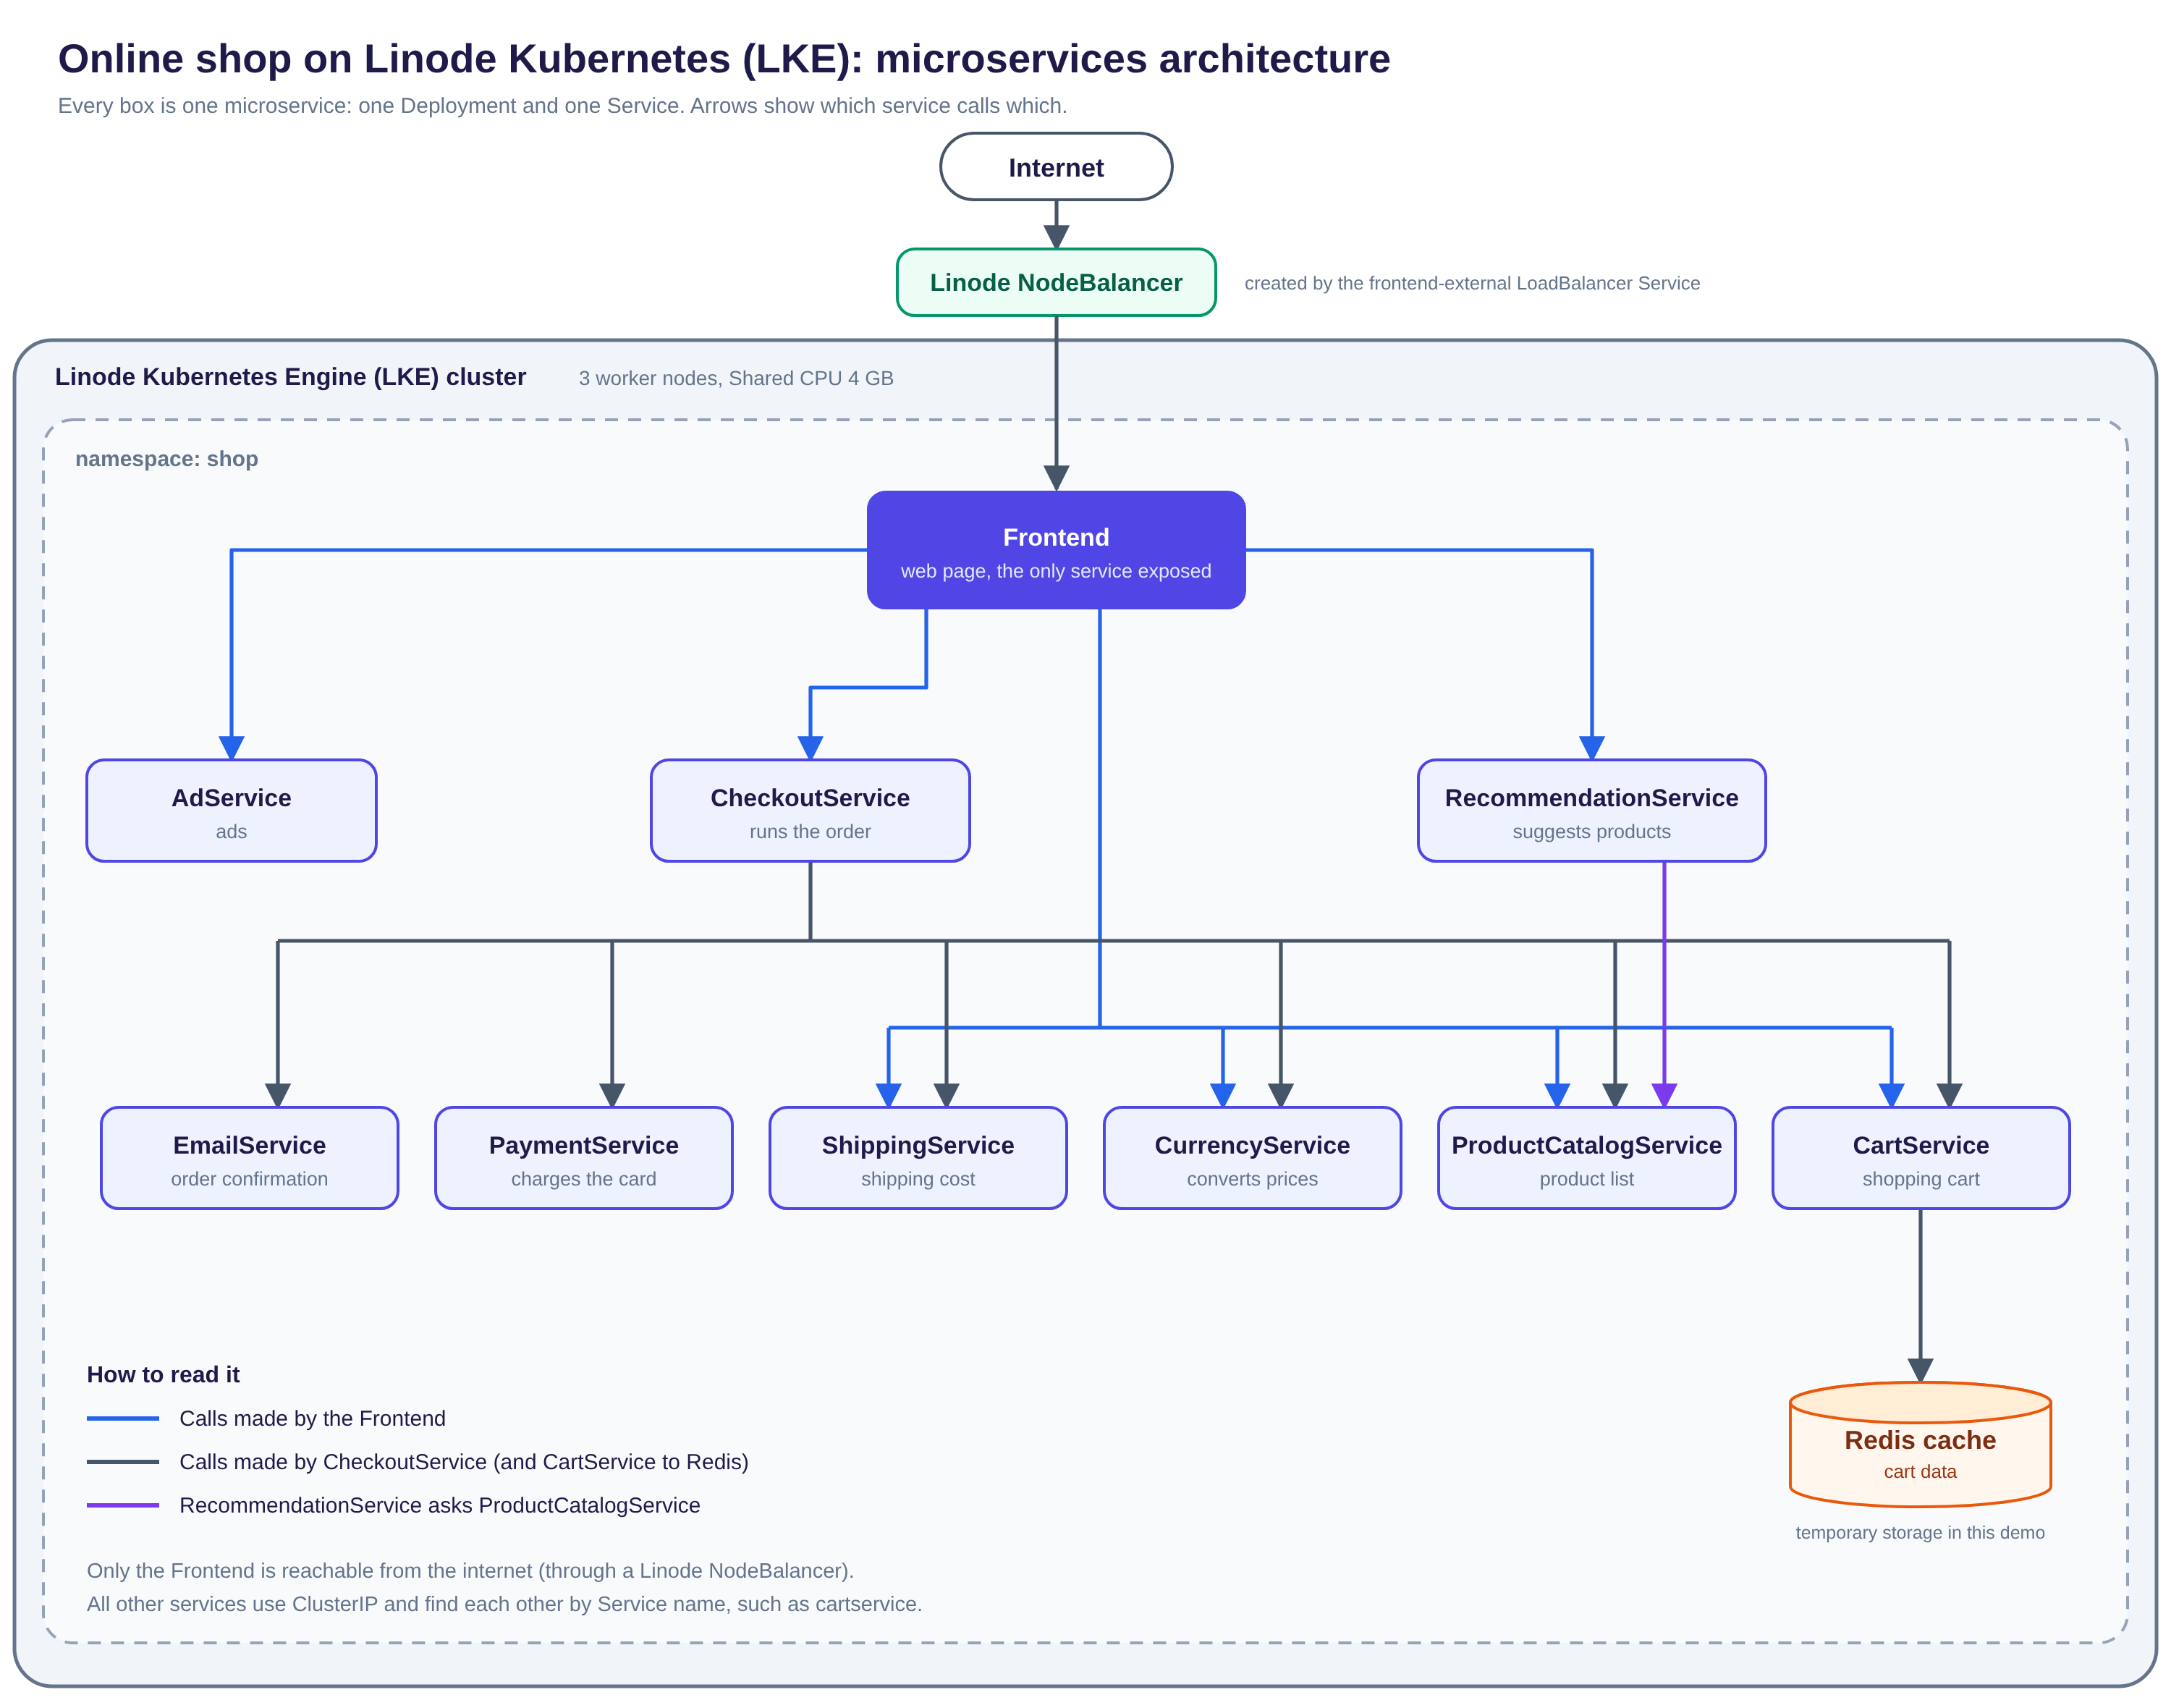 Online shop on Linode Kubernetes (LKE): microservices architecture
Every box is one microservice: one Deployment and one Service. Arrows show which service calls which.
Internet
Linode NodeBalancer
created by the frontend-external LoadBalancer Service
Linode Kubernetes Engine (LKE) cluster
3 worker nodes, Shared CPU 4 GB
namespace: shop
Frontend
web page, the only service exposed
AdService
ads
CheckoutService
runs the order
RecommendationService
suggests products
EmailService
order confirmation
PaymentService
charges the card
ShippingService
shipping cost
CurrencyService
converts prices
ProductCatalogService
product list
CartService
shopping cart
How to read it
Calls made by the Frontend
Calls made by CheckoutService (and CartService to Redis)
RecommendationService asks ProductCatalogService
Redis cache
cart data
temporary storage in this demo
Only the Frontend is reachable from the internet (through a Linode NodeBalancer).
All other services use ClusterIP and find each other by Service name, such as cartservice.